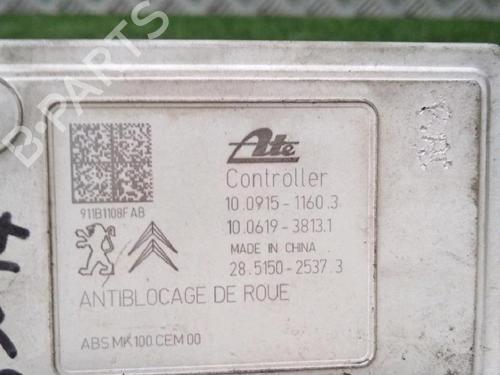 B-PARTS
Ate
Controller
10.0915-1160.3
911B1108FAB
10.0619-3813.1
MADE IN CHINA
28.5150-2537.3
ANTIBLOCAGE DE ROUE
ABS MK100 CEM 00